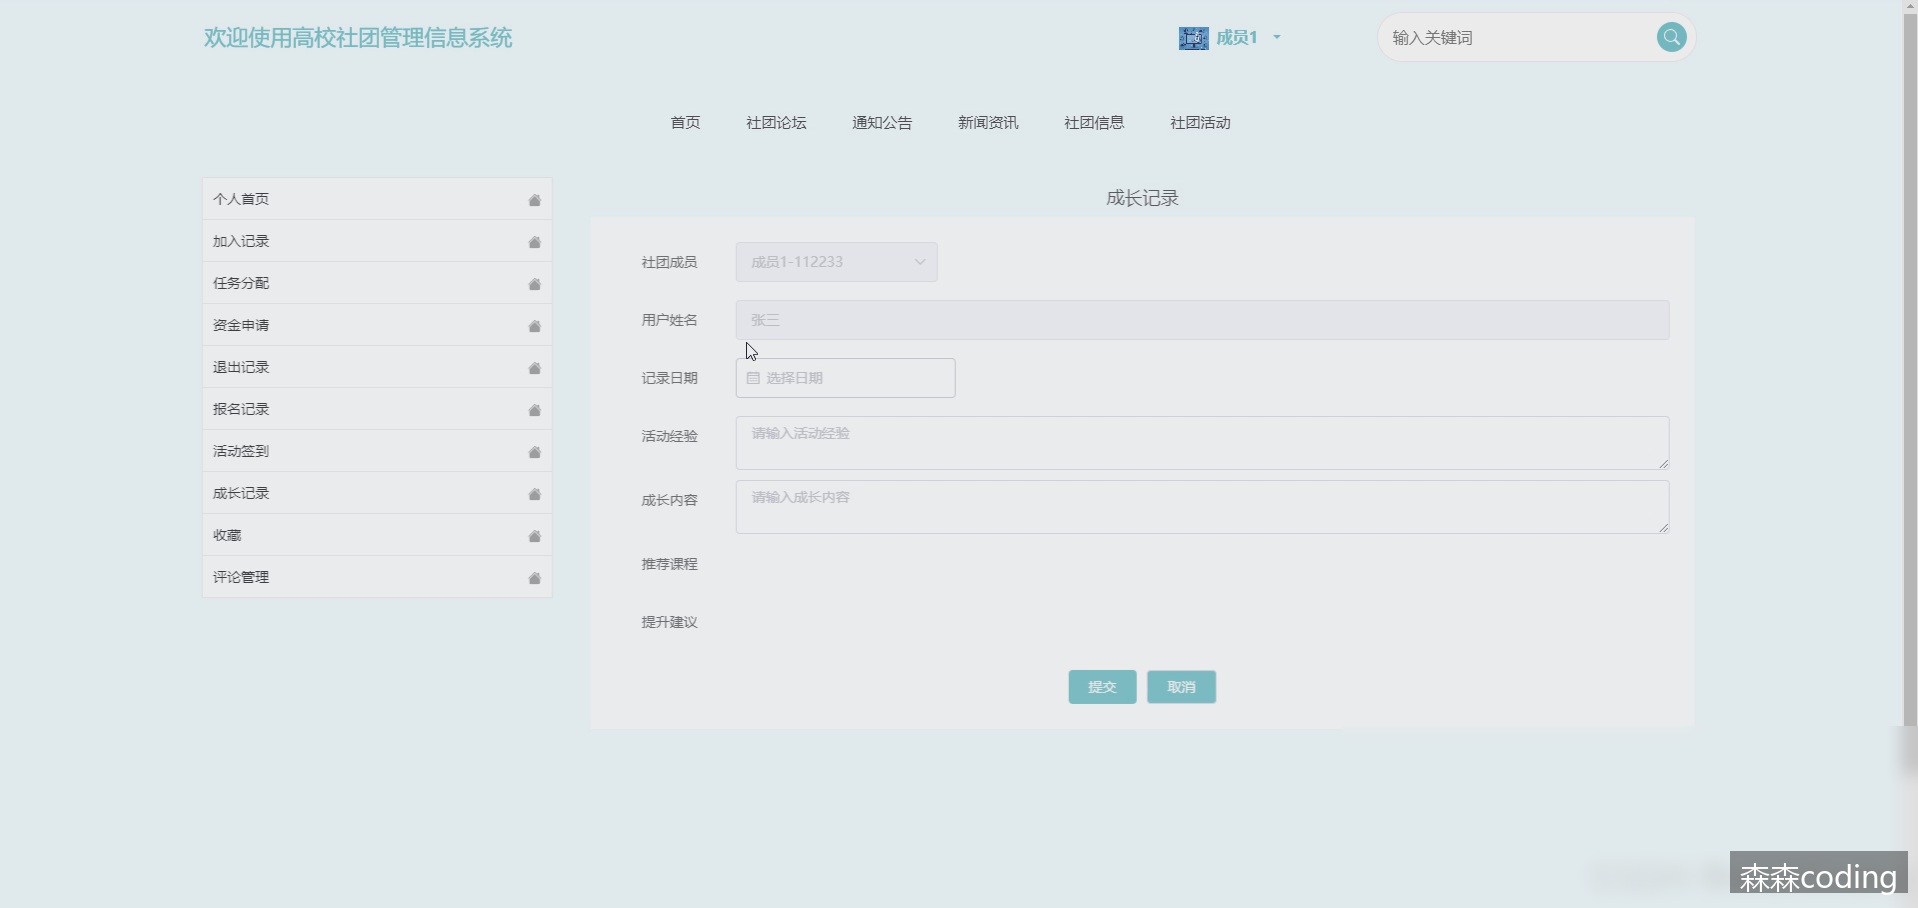 欢迎使用高校社团管理信息系统
成员1
输入关键词
首页 社团论坛 通知公告 新闻资讯 社团信息 社团活动
个人首页
加入记录
任务分配
资金申请
退出记录
报名记录
活动签到
成长记录
收藏
评论管理
成长记录
社团成员 成员1-112233
用户姓名 张三
记录日期 选择日期
活动经验 请输入活动经验
成长内容 请输入成长内容
推荐课程
提升建议
提交 取消
森森coding